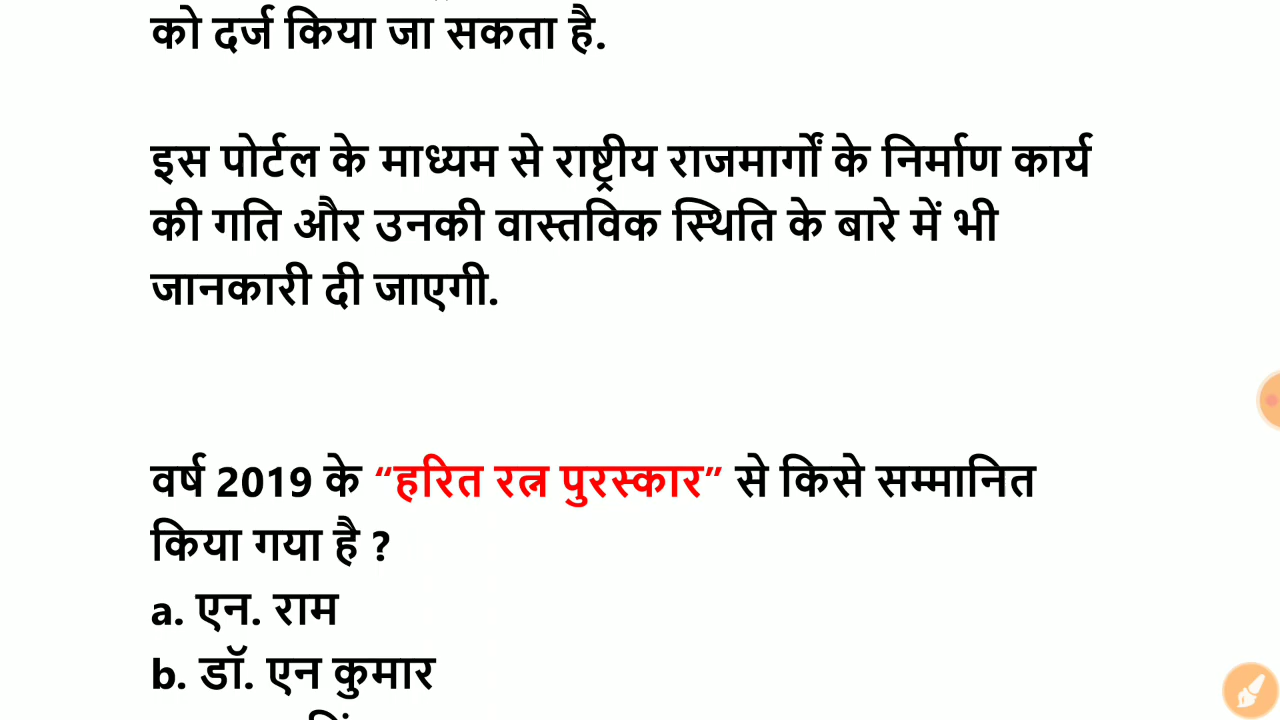 को दर्ज किया जा सकता है.
इस पोर्टल के माध्यम से राष्ट्रीय राजमार्गों के निर्माण कार्य
की गति और उनकी वास्तविक स्थिति के बारे में भी
जानकारी दी जाएगी.
वर्ष 2019 के “हरित रत्न पुरस्कार” से किसे सम्मानित
किया गया है ?
a. एन. राम
b. डॉ. एन कुमार